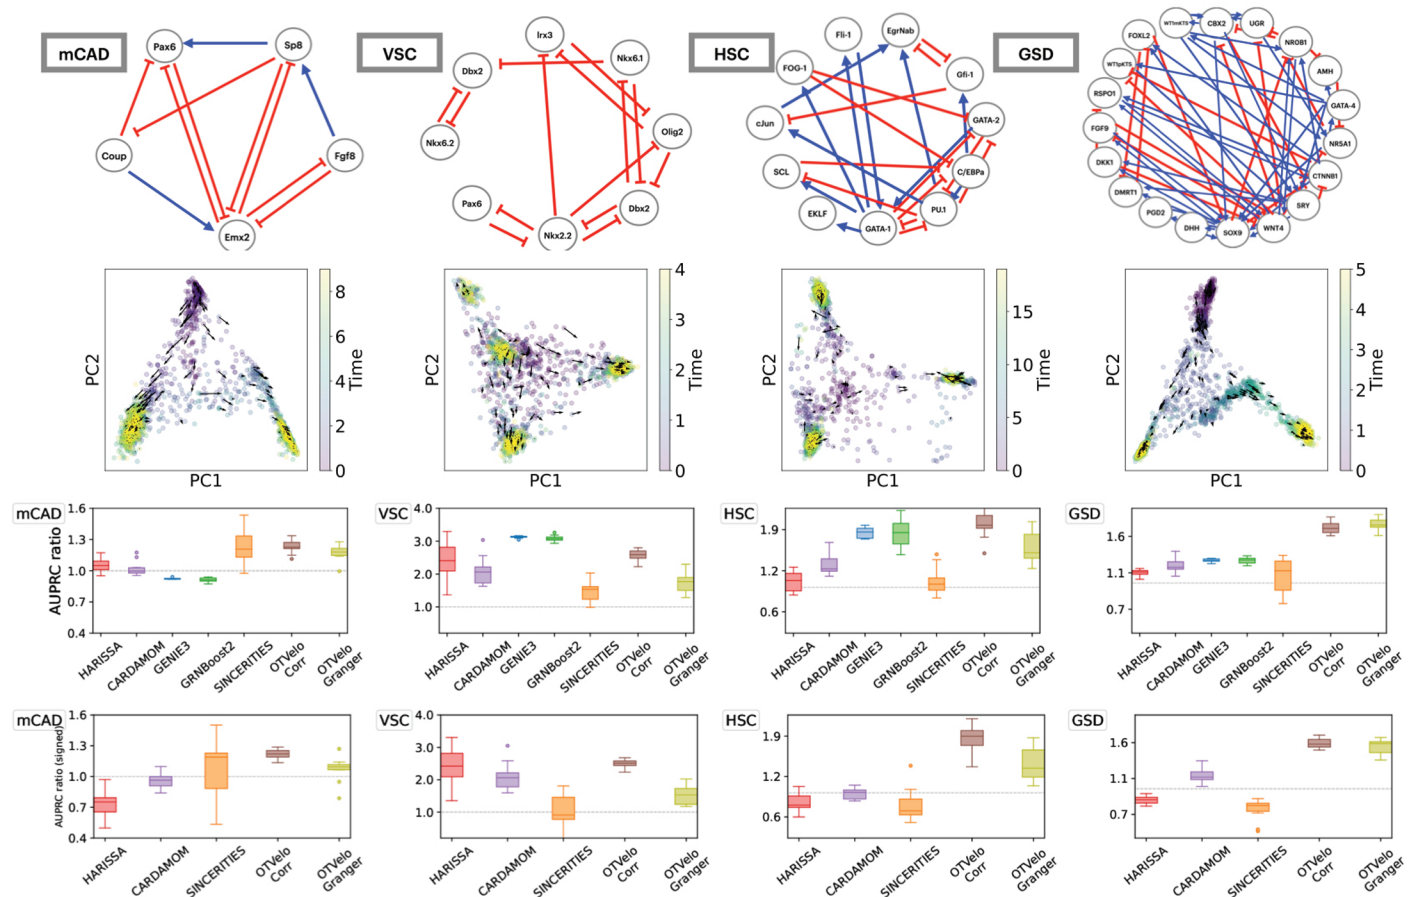 mCAD
Pax6
Sp8
Coup
Fgf8
Emx2
VSC
Irx3
Nkx6.1
Dbx2
Olig2
Nkx6.2
Pax6
Dbx2
Nkx2.2
HSC
Fli-1
EgrNab
FOG-1
Gfi-1
cJun
GATA-2
SCL
C/EBPa
EKLF
PU.1
GATA-1
GSD
WT1mKTS
CBX2
UGR
FOXL2
NR0B1
WT1pKTS
AMH
RSPO1
GATA-4
FGF9
NR5A1
DKK1
CTNNB1
DMRT1
SRY
PGD2
DHH
SOX9
WNT4
PC2
PC1
8
6
4
2
0
Time
PC2
PC1
4
3
2
1
0
Time
PC2
PC1
15
10
5
0
Time
PC2
PC1
5
4
3
2
1
0
Time
mCAD
AUPRC ratio
1.6
1.3
1.0
0.7
0.4
HARISSA
CARDAMOM
GENIE3
GRNBoost2
SINCERITIES
OTVelo
Corr
OTVelo
Granger
VSC
4.0
3.0
2.0
1.0
HARISSA
CARDAMOM
GENIE3
GRNBoost2
SINCERITIES
OTVelo
Corr
OTVelo
Granger
HSC
1.9
1.2
0.6
HARISSA
CARDAMOM
GENIE3
GRNBoost2
SINCERITIES
OTVelo
Corr
OTVelo
Granger
GSD
1.6
1.1
0.7
HARISSA
CARDAMOM
GENIE3
GRNBoost2
SINCERITIES
OTVelo
Corr
OTVelo
Granger
mCAD
AUPRC ratio (signed)
1.6
1.3
1.0
0.7
0.4
HARISSA
CARDAMOM
SINCERITIES
OTVelo
Corr
OTVelo
Granger
VSC
4.0
3.0
2.0
1.0
HARISSA
CARDAMOM
SINCERITIES
OTVelo
Corr
OTVelo
Granger
HSC
1.9
1.2
0.6
HARISSA
CARDAMOM
SINCERITIES
OTVelo
Corr
OTVelo
Granger
GSD
1.6
1.1
0.7
HARISSA
CARDAMOM
SINCERITIES
OTVelo
Corr
OTVelo
Granger